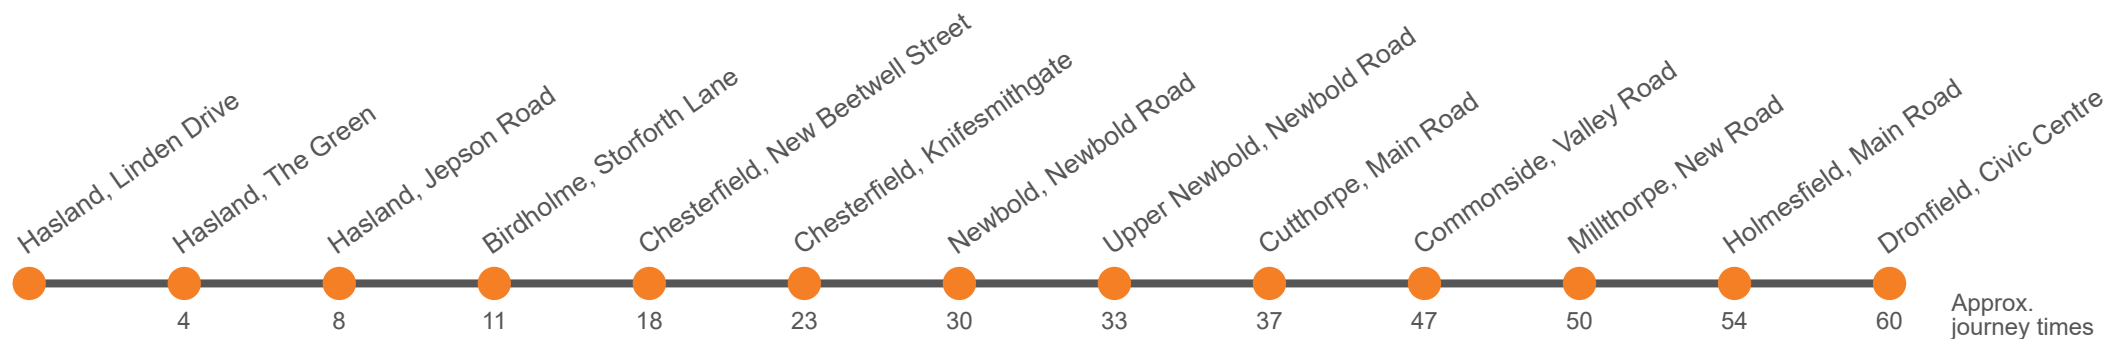 Hasland, Linden Drive
Hasland, The Green
Hasland, Jepson Road
Birdholme, Storforth Lane
Chesterfield, New Beetwell Street
Chesterfield, Knifesmithgate
Newbold, Newbold Road
Upper Newbold, Newbold Road
Cutthorpe, Main Road
Commonside, Valley Road
Millthorpe, New Road
Holmesfield, Main Road
Dronfield, Civic Centre
4 8 11 18 23 30 33 37 47 50 54 60
Approx.
journey times